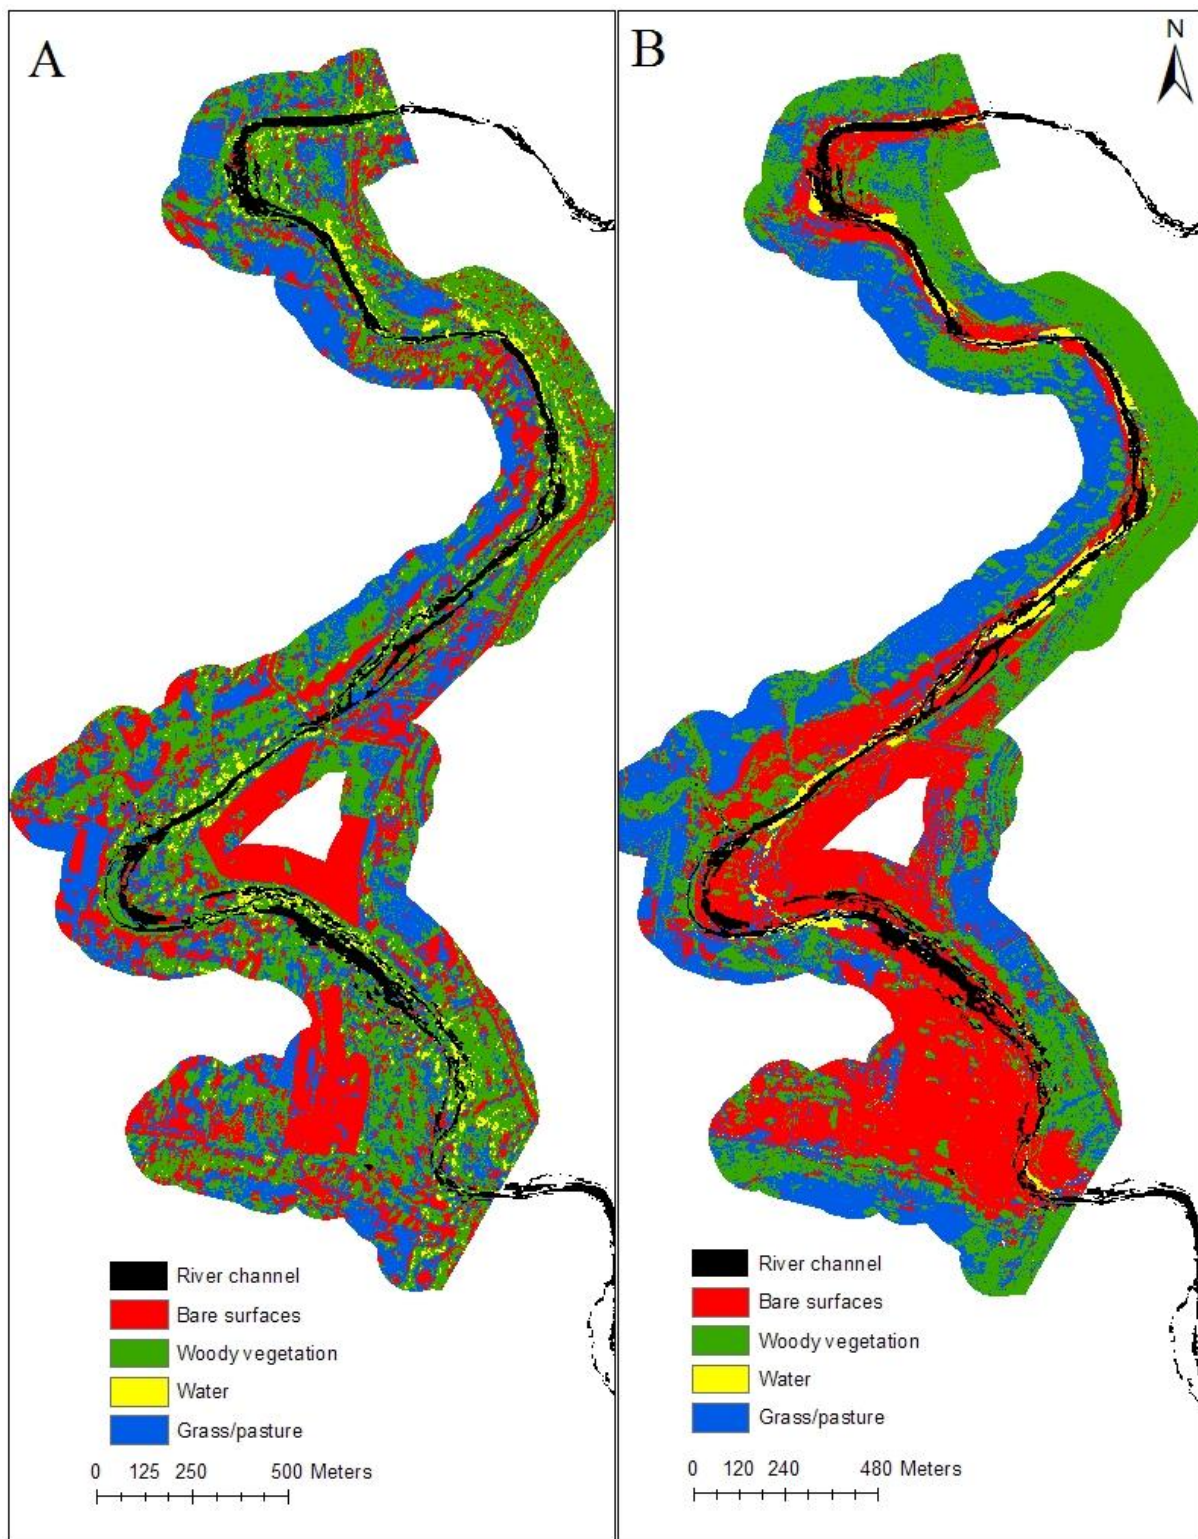 A
B
N
River channel
Bare surfaces
Woody vegetation
Water
Grass/pasture
0 125 250 500 Meters
River channel
Bare surfaces
Woody vegetation
Water
Grass/pasture
0 120 240 480 Meters